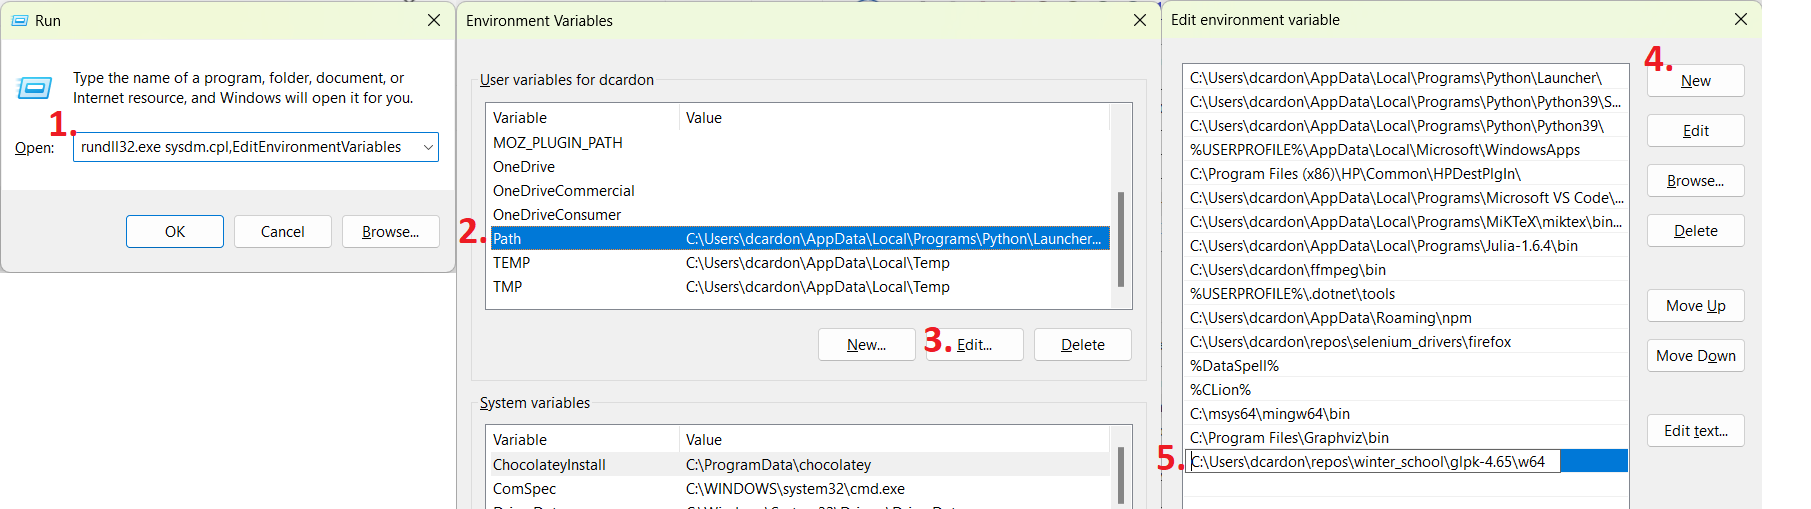 Run
Type the name of a program, folder, document, or
Internet resource, and Windows will open it for you.
1.
Open: rundll32.exe sysdm.cpl,EditEnvironmentVariables
OK Cancel Browse...
Environment Variables
User variables for dcardon
Variable Value
MOZ_PLUGIN_PATH
OneDrive
OneDriveCommercial
OneDriveConsumer
2. Path C:\Users\dcardon\AppData\Local\Programs\Python\Launcher...
TEMP C:\Users\dcardon\AppData\Local\Temp
TMP C:\Users\dcardon\AppData\Local\Temp
New... 3. Edit... Delete
System variables
Variable Value
ChocolateyInstall C:\ProgramData\chocolatey
ComSpec C:\WINDOWS\system32\cmd.exe
Edit environment variable
C:\Users\dcardon\AppData\Local\Programs\Python\Launcher\
C:\Users\dcardon\AppData\Local\Programs\Python\Python39\S...
C:\Users\dcardon\AppData\Local\Programs\Python\Python39\
%USERPROFILE%\AppData\Local\Microsoft\WindowsApps
C:\Program Files (x86)\HP\Common\HPDestPlgIn\
C:\Users\dcardon\AppData\Local\Programs\Microsoft VS Code\...
C:\Users\dcardon\AppData\Local\Programs\MiKTeX\miktex\bin...
C:\Users\dcardon\AppData\Local\Programs\Julia-1.6.4\bin
C:\Users\dcardon\ffmpeg\bin
%USERPROFILE%\.dotnet\tools
C:\Users\dcardon\AppData\Roaming\npm
C:\Users\dcardon\repos\selenium_drivers\firefox
%DataSpell%
%CLion%
C:\msys64\mingw64\bin
C:\Program Files\Graphviz\bin
5. C:\Users\dcardon\repos\winter_school\glpk-4.65\w64
4.
New
Edit
Browse...
Delete
Move Up
Move Down
Edit text...